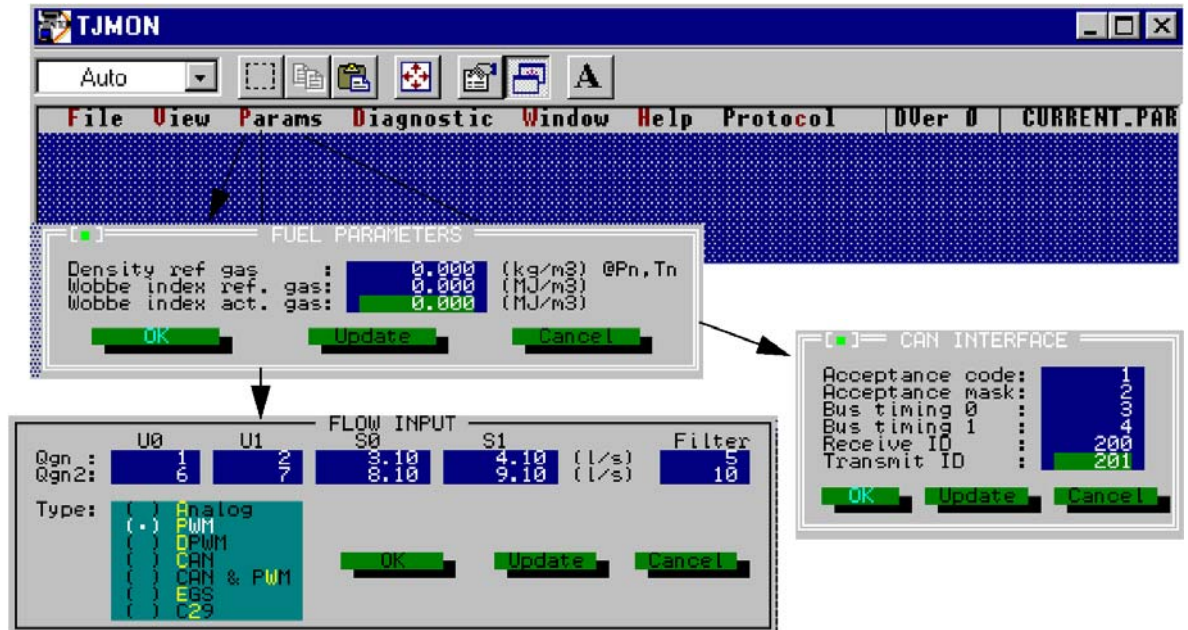 TJMON
Auto
A
File View Params Diagnostic Window Help Protocol DVer 0 CURRENT.PAR
FUEL PARAMETERS
Density ref gas : 0.000 (kg/m3) @Pn,Tn
Wobbe index ref. gas: 0.000 (MJ/m3)
Wobbe index act. gas: 0.000 (MJ/m3)
OK Update Cancel
CAN INTERFACE
Acceptance code: 1
Acceptance mask: 2
Bus timing 0 : 3
Bus timing 1 : 4
Receive ID : 200
Transmit ID : 201
OK Update Cancel
FLOW INPUT
U0 U1 S0 S1 Filter
Qgn : 1 2 3.10 4.10 (l/s) 5
Qgn2: 6 7 8.10 9.10 (l/s) 10
Type: ( ) Analog
(·) PWM
( ) DPWM
( ) CAN
( ) CAN & PWM
( ) EGS
( ) C29
OK Update Cancel